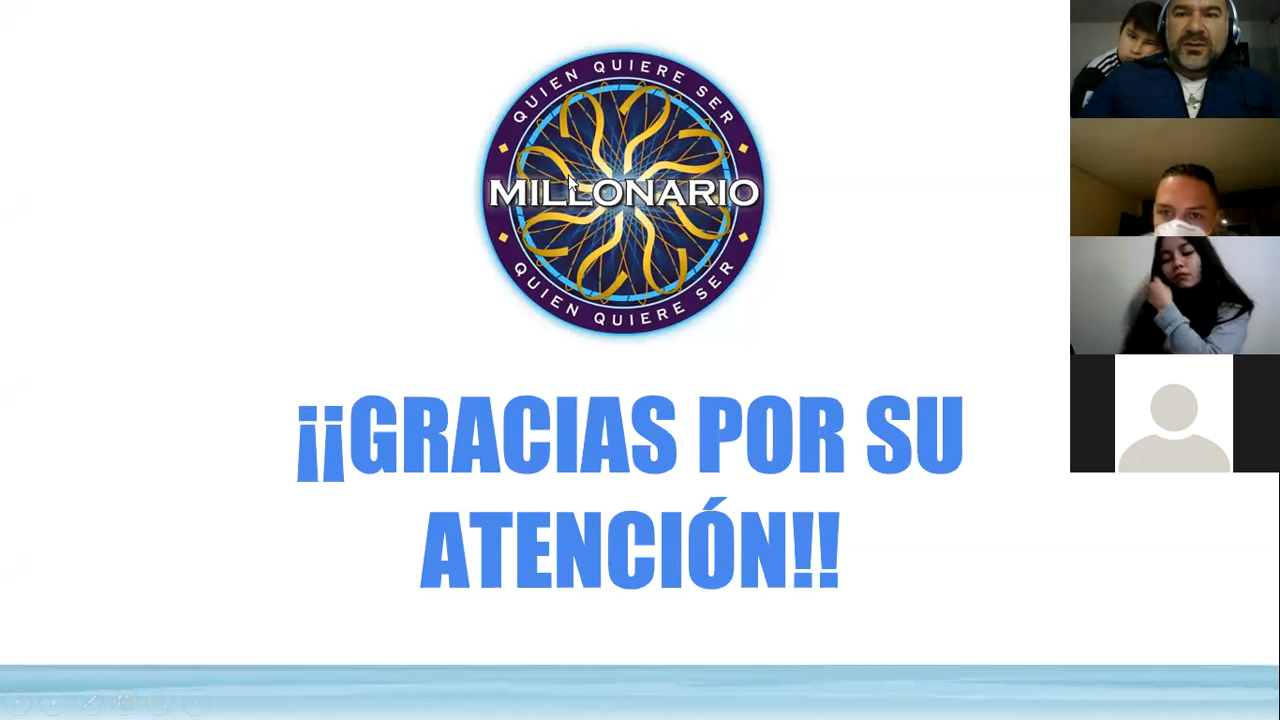 QUIEN QUIERE SER
MILLONARIO
QUIEN QUIERE SER
¡¡GRACIAS POR SU
ATENCIÓN!!